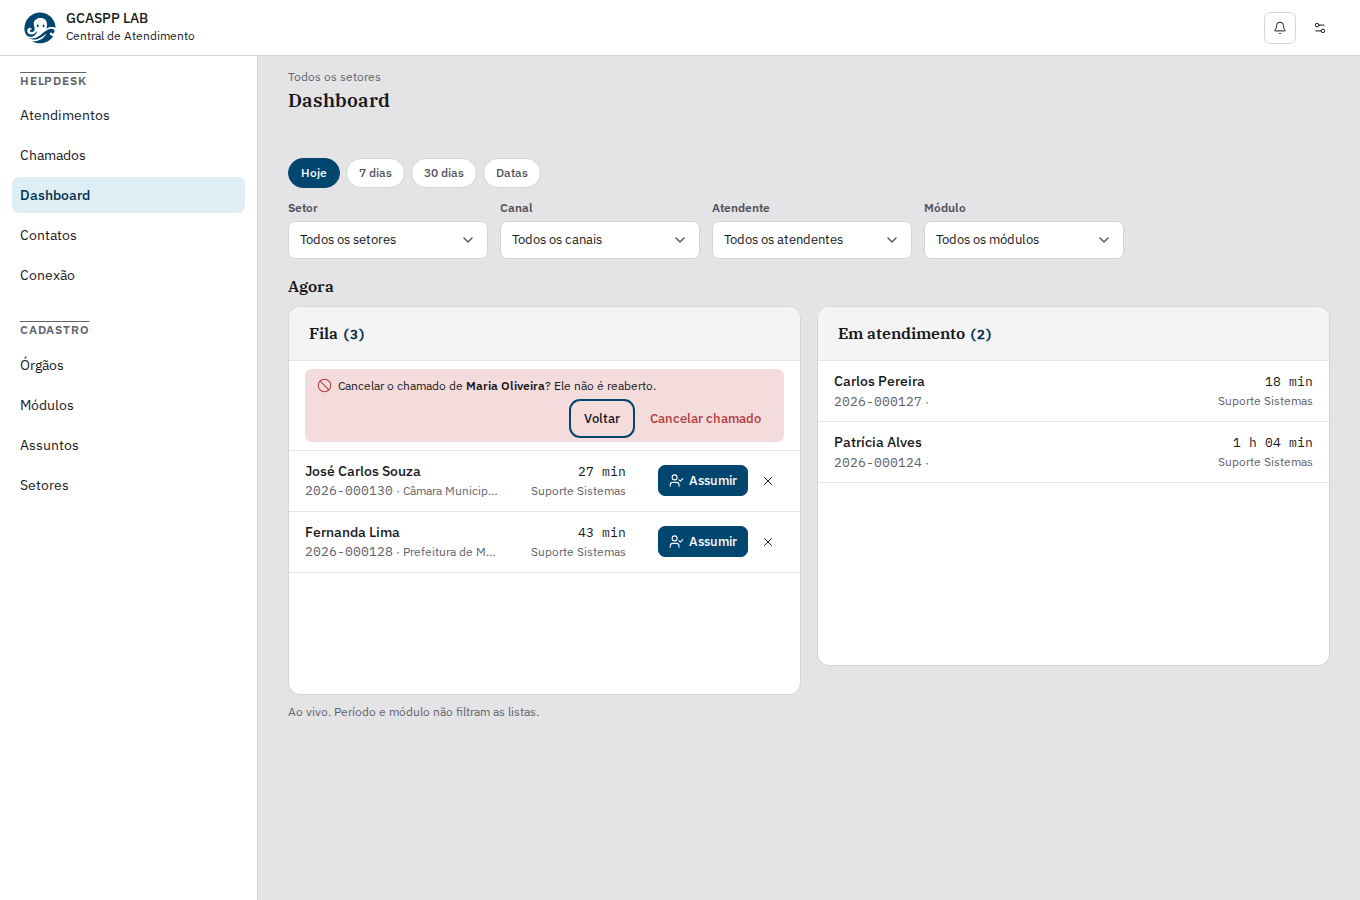 GCASPP LAB
Central de Atendimento
HELPDESK
Atendimentos
Chamados
Dashboard
Contatos
Conexão
CADASTRO
Órgãos
Módulos
Assuntos
Setores
Todos os setores
Dashboard
Hoje 7 dias 30 dias Datas
Setor Canal Atendente Módulo
Todos os setores Todos os canais Todos os atendentes Todos os módulos
Agora
Fila (3)
Cancelar o chamado de Maria Oliveira? Ele não é reaberto.
Voltar Cancelar chamado
José Carlos Souza 27 min
2026-000130 · Câmara Municip... Suporte Sistemas
Assumir
Fernanda Lima 43 min
2026-000128 · Prefeitura de M... Suporte Sistemas
Assumir
Em atendimento (2)
Carlos Pereira 18 min
2026-000127 · Suporte Sistemas
Patrícia Alves 1 h 04 min
2026-000124 · Suporte Sistemas
Ao vivo. Período e módulo não filtram as listas.